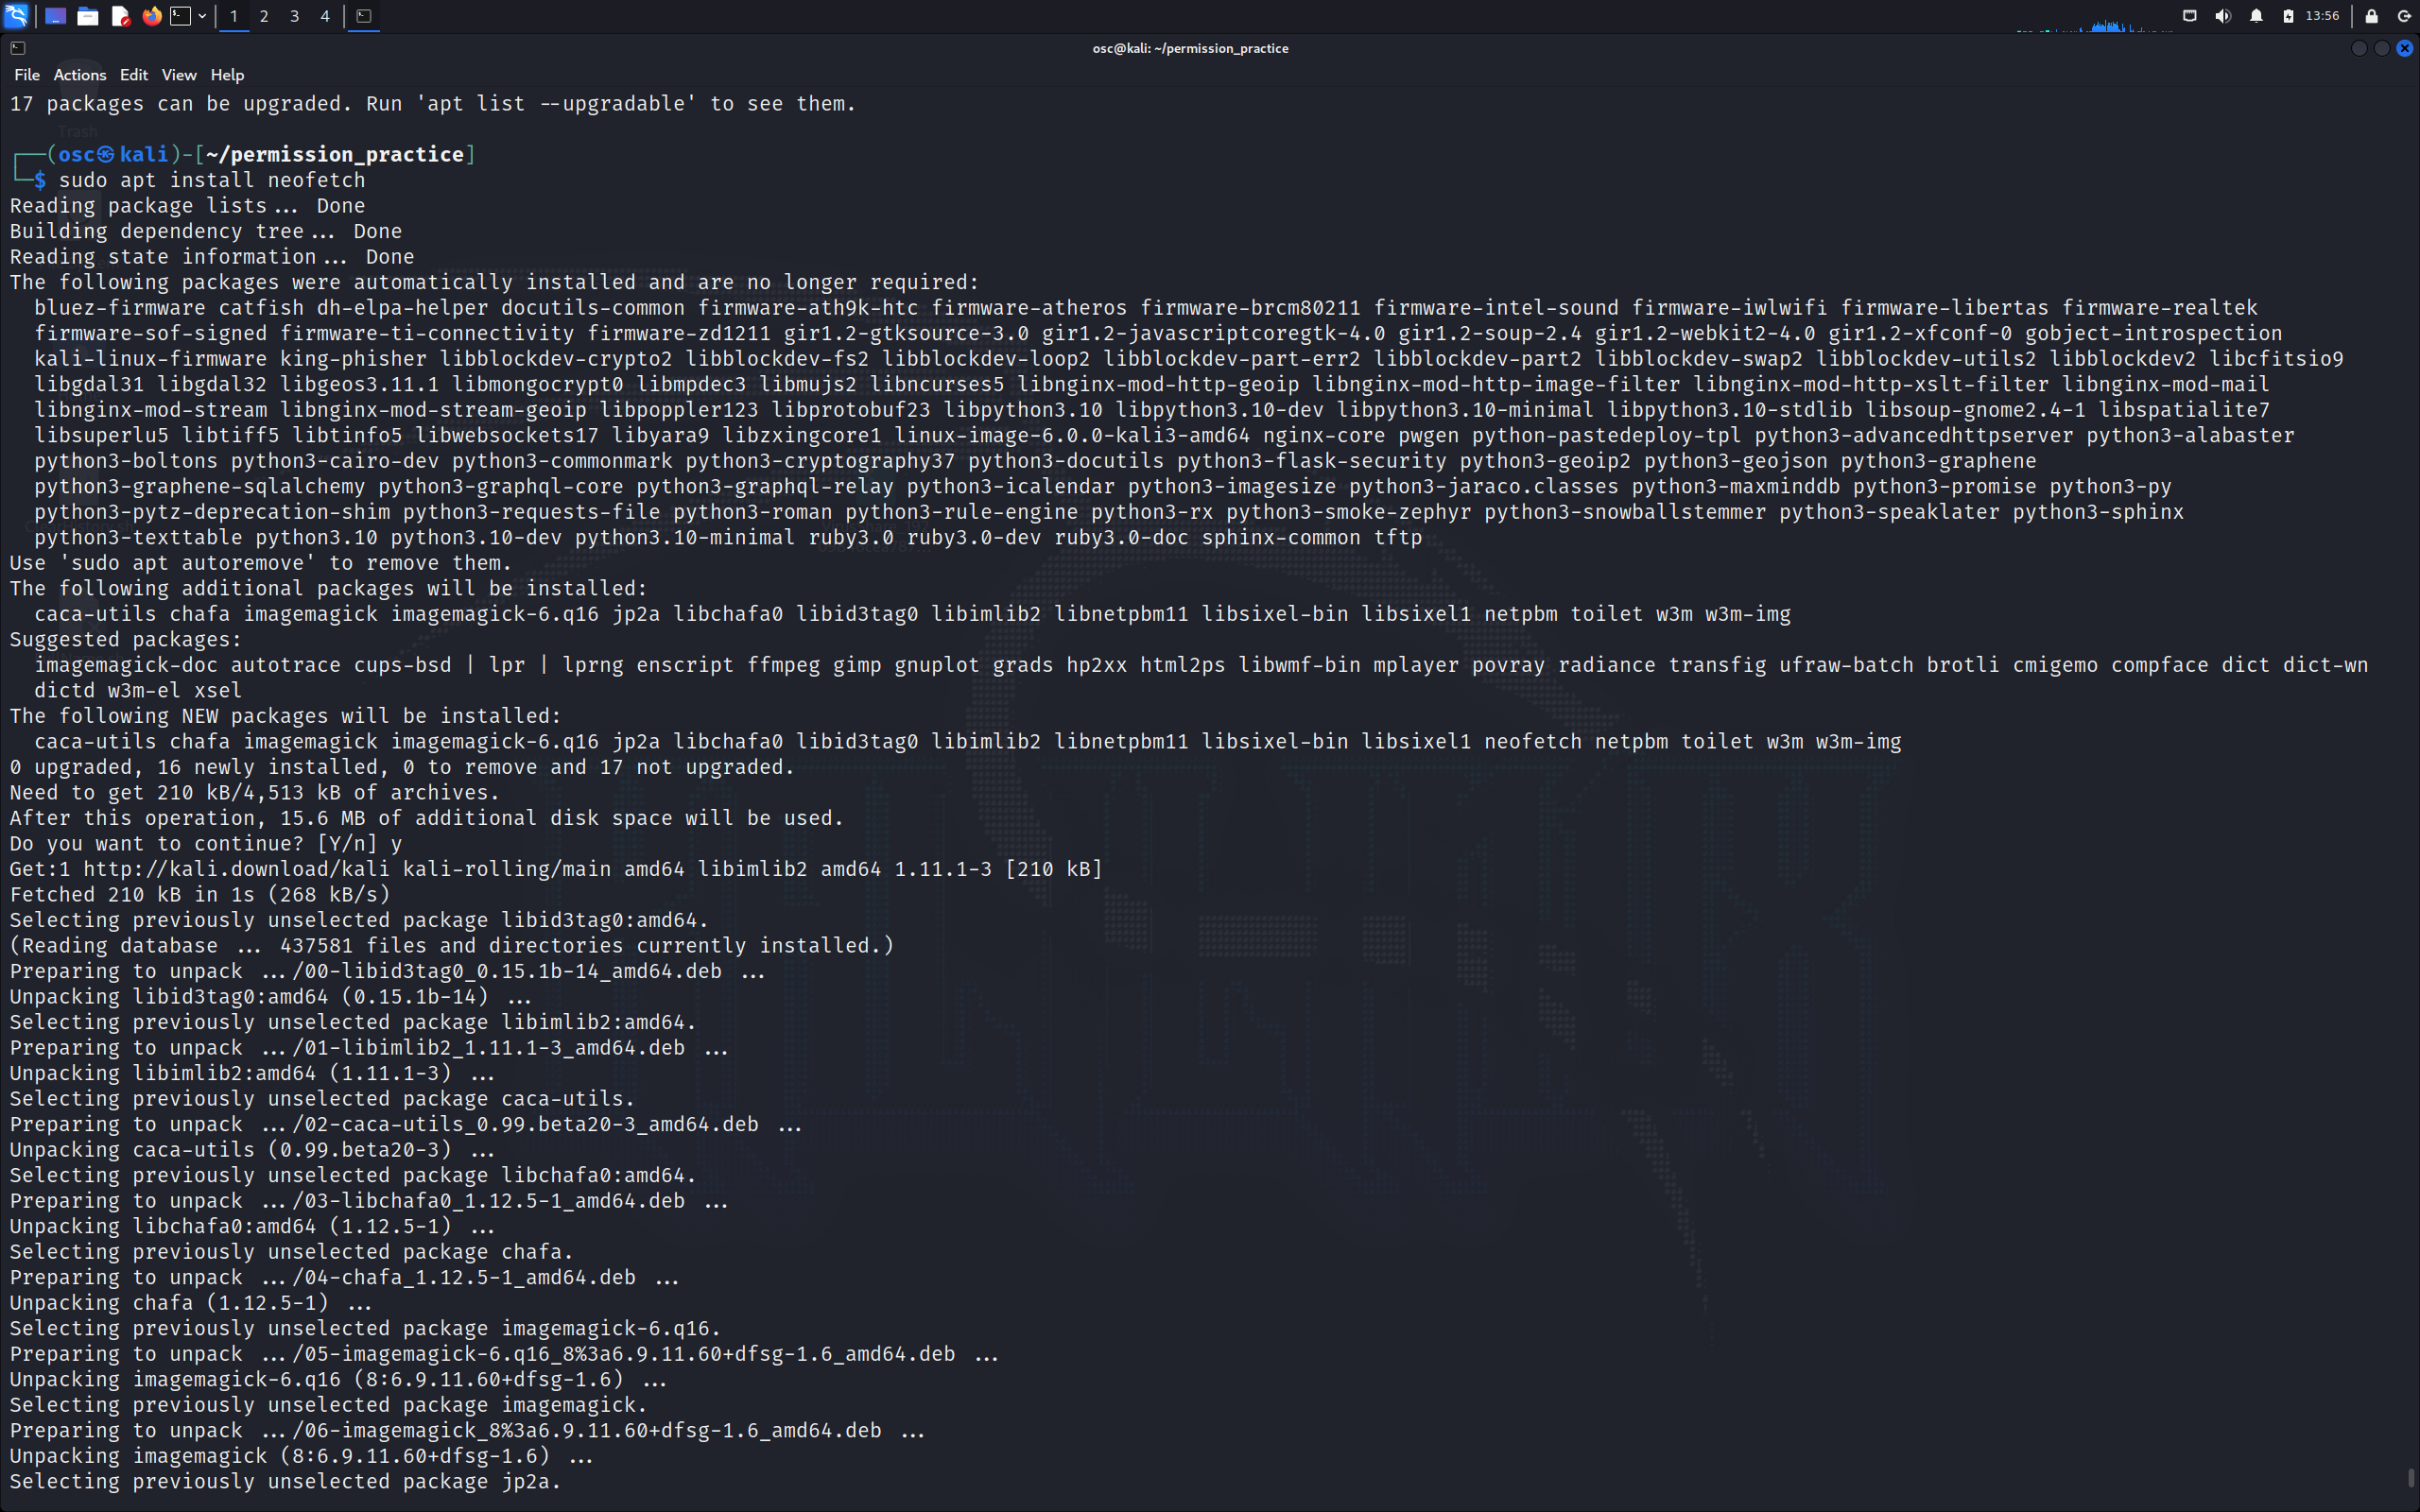 1 2 3 4 13:56
osc@kali: ~/permission_practice
File Actions Edit View Help
17 packages can be upgraded. Run 'apt list --upgradable' to see them.
Trash
(osc㉿kali)-[~/permission_practice]
$ sudo apt install neofetch
Reading package lists... Done
Building dependency tree... Done
Reading state information... Done
The following packages were automatically installed and are no longer required:
bluez-firmware catfish dh-elpa-helper docutils-common firmware-ath9k-htc firmware-atheros firmware-brcm80211 firmware-intel-sound firmware-iwlwifi firmware-libertas firmware-realtek
firmware-sof-signed firmware-ti-connectivity firmware-zd1211 gir1.2-gtksource-3.0 gir1.2-javascriptcoregtk-4.0 gir1.2-soup-2.4 gir1.2-webkit2-4.0 gir1.2-xfconf-0 gobject-introspection
kali-linux-firmware king-phisher libblockdev-crypto2 libblockdev-fs2 libblockdev-loop2 libblockdev-part-err2 libblockdev-part2 libblockdev-swap2 libblockdev-utils2 libblockdev2 libcfitsio9
libgdal31 libgdal32 libgeos3.11.1 libmongocrypt0 libmpdec3 libmujs2 libncurses5 libnginx-mod-http-geoip libnginx-mod-http-image-filter libnginx-mod-http-xslt-filter libnginx-mod-mail
libnginx-mod-stream libnginx-mod-stream-geoip libpoppler123 libprotobuf23 libpython3.10 libpython3.10-dev libpython3.10-minimal libpython3.10-stdlib libsoup-gnome2.4-1 libspatialite7
libsuperlu5 libtiff5 libtinfo5 libwebsockets17 libyara9 libzxingcore1 linux-image-6.0.0-kali3-amd64 nginx-core pwgen python-pastedeploy-tpl python3-advancedhttpserver python3-alabaster
python3-boltons python3-cairo-dev python3-commonmark python3-cryptography37 python3-docutils python3-flask-security python3-geoip2 python3-geojson python3-graphene
python3-graphene-sqlalchemy python3-graphql-core python3-graphql-relay python3-icalendar python3-imagesize python3-jaraco.classes python3-maxminddb python3-promise python3-py
python3-pytz-deprecation-shim python3-requests-file python3-roman python3-rule-engine python3-rx python3-smoke-zephyr python3-snowballstemmer python3-speaklater python3-sphinx
python3-texttable python3.10 python3.10-dev python3.10-minimal ruby3.0 ruby3.0-dev ruby3.0-doc sphinx-common tftp
Use 'sudo apt autoremove' to remove them.
The following additional packages will be installed:
caca-utils chafa imagemagick imagemagick-6.q16 jp2a libchafa0 libid3tag0 libimlib2 libnetpbm11 libsixel-bin libsixel1 netpbm toilet w3m w3m-img
Suggested packages:
imagemagick-doc autotrace cups-bsd | lpr | lprng enscript ffmpeg gimp gnuplot grads hp2xx html2ps libwmf-bin mplayer povray radiance transfig ufraw-batch brotli cmigemo compface dict dict-wn
dictd w3m-el xsel
The following NEW packages will be installed:
caca-utils chafa imagemagick imagemagick-6.q16 jp2a libchafa0 libid3tag0 libimlib2 libnetpbm11 libsixel-bin libsixel1 neofetch netpbm toilet w3m w3m-img
0 upgraded, 16 newly installed, 0 to remove and 17 not upgraded.
Need to get 210 kB/4,513 kB of archives.
After this operation, 15.6 MB of additional disk space will be used.
Do you want to continue? [Y/n] y
Get:1 http://kali.download/kali kali-rolling/main amd64 libimlib2 amd64 1.11.1-3 [210 kB]
Fetched 210 kB in 1s (268 kB/s)
Selecting previously unselected package libid3tag0:amd64.
(Reading database ... 437581 files and directories currently installed.)
Preparing to unpack .../00-libid3tag0_0.15.1b-14_amd64.deb ...
Unpacking libid3tag0:amd64 (0.15.1b-14) ...
Selecting previously unselected package libimlib2:amd64.
Preparing to unpack .../01-libimlib2_1.11.1-3_amd64.deb ...
Unpacking libimlib2:amd64 (1.11.1-3) ...
Selecting previously unselected package caca-utils.
Preparing to unpack .../02-caca-utils_0.99.beta20-3_amd64.deb ...
Unpacking caca-utils (0.99.beta20-3) ...
Selecting previously unselected package libchafa0:amd64.
Preparing to unpack .../03-libchafa0_1.12.5-1_amd64.deb ...
Unpacking libchafa0:amd64 (1.12.5-1) ...
Selecting previously unselected package chafa.
Preparing to unpack .../04-chafa_1.12.5-1_amd64.deb ...
Unpacking chafa (1.12.5-1) ...
Selecting previously unselected package imagemagick-6.q16.
Preparing to unpack .../05-imagemagick-6.q16_8%3a6.9.11.60+dfsg-1.6_amd64.deb ...
Unpacking imagemagick-6.q16 (8:6.9.11.60+dfsg-1.6) ...
Selecting previously unselected package imagemagick.
Preparing to unpack .../06-imagemagick_8%3a6.9.11.60+dfsg-1.6_amd64.deb ...
Unpacking imagemagick (8:6.9.11.60+dfsg-1.6) ...
Selecting previously unselected package jp2a.